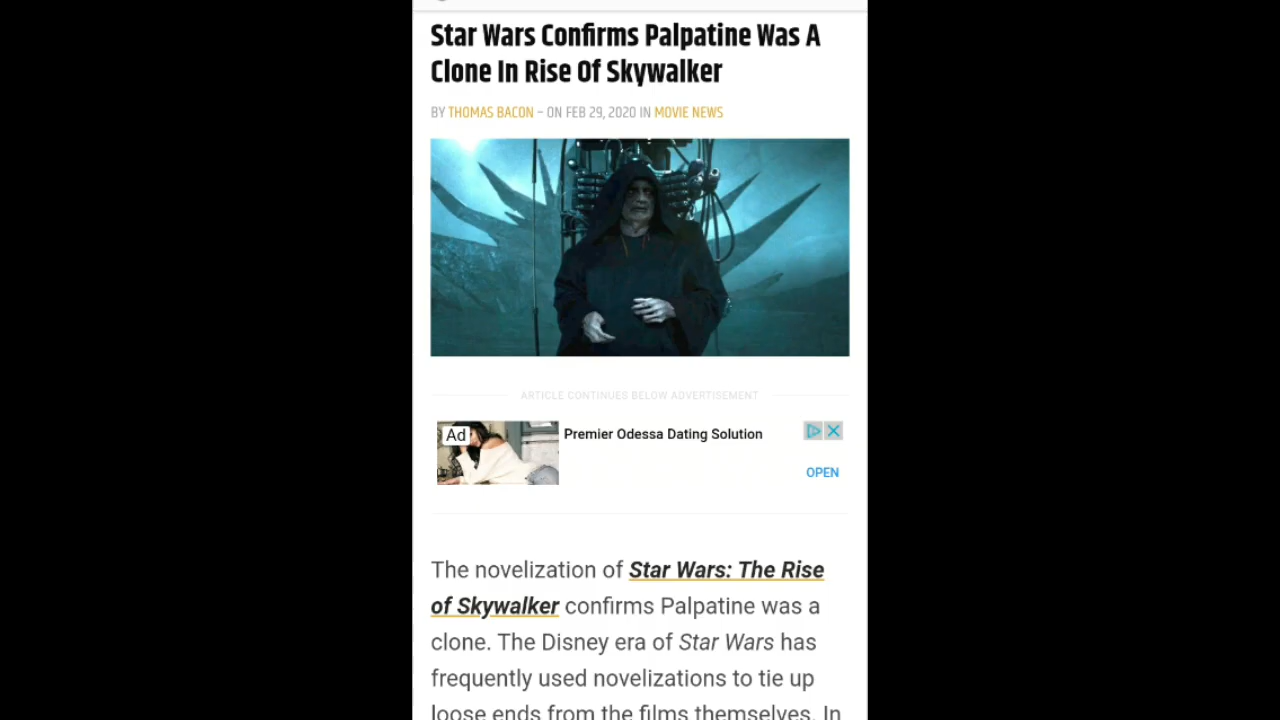 Star Wars Confirms Palpatine Was A
Clone In Rise Of Skywalker
BY THOMAS BACON – ON FEB 29, 2020 IN MOVIE NEWS
ARTICLE CONTINUES BELOW ADVERTISEMENT
Ad
Premier Odessa Dating Solution
OPEN
The novelization of Star Wars: The Rise
of Skywalker confirms Palpatine was a
clone. The Disney era of Star Wars has
frequently used novelizations to tie up
loose ends from the films themselves. In